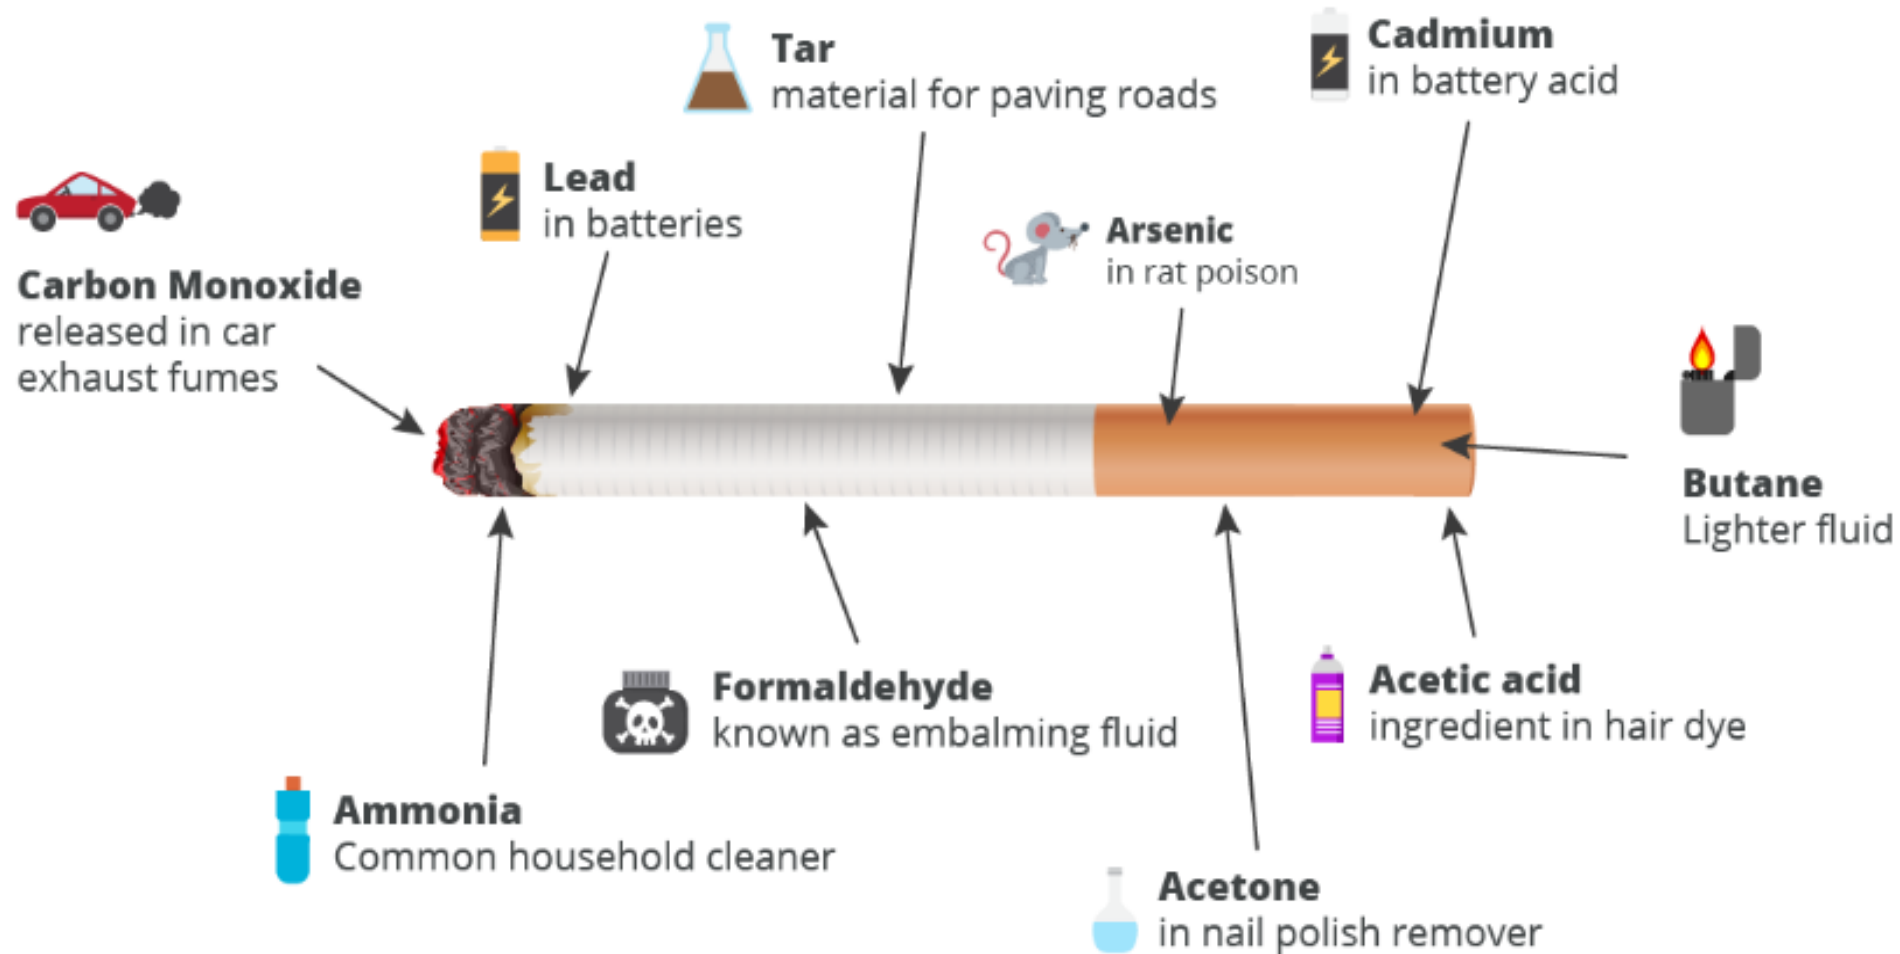 Tar
material for paving roads
Cadmium
in battery acid
Lead
in batteries
Arsenic
in rat poison
Carbon Monoxide
released in car
exhaust fumes
Butane
Lighter fluid
Formaldehyde
known as embalming fluid
Acetic acid
ingredient in hair dye
Ammonia
Common household cleaner
Acetone
in nail polish remover